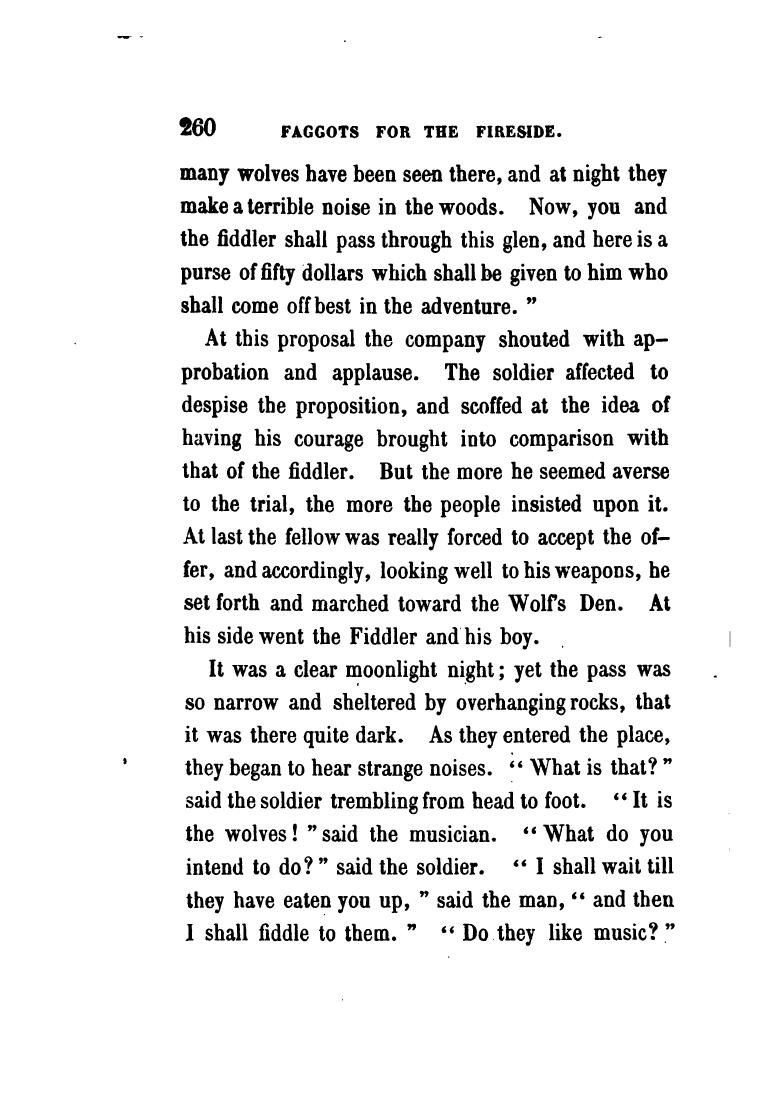 260 FAGGOTS FOR THE FIRESIDE.
many wolves have been seen there, and at night they
make a terrible noise in the woods. Now, you and
the fiddler shall pass through this glen, and here is a
purse of fifty dollars which shall be given to him who
shall come off best in the adventure. ”
At this proposal the company shouted with ap-
probation and applause. The soldier affected to
despise the proposition, and scoffed at the idea of
having his courage brought into comparison with
that of the fiddler. But the more he seemed averse
to the trial, the more the people insisted upon it.
At last the fellow was really forced to accept the of-
fer, and accordingly, looking well to his weapons, he
set forth and marched toward the Wolf's Den. At
his side went the Fiddler and his boy.
It was a clear moonlight night; yet the pass was
so narrow and sheltered by overhanging rocks, that
it was there quite dark. As they entered the place,
they began to hear strange noises. “ What is that? ”
said the soldier trembling from head to foot. “ It is
the wolves! ” said the musician. “ What do you
intend to do? ” said the soldier. “ I shall wait till
they have eaten you up, ” said the man, “ and then
I shall fiddle to them. ” “ Do they like music? ”